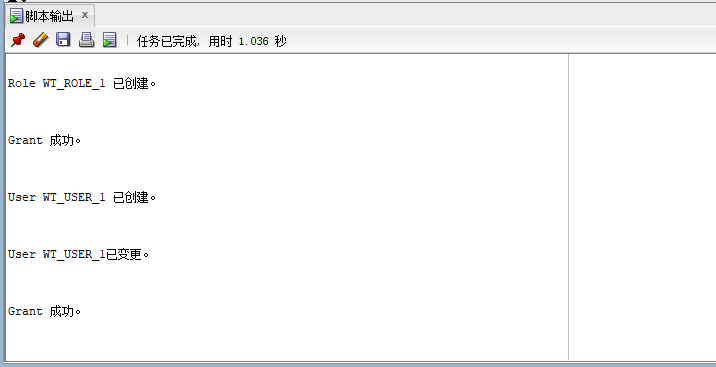 脚本输出 x
任务已完成, 用时 1.036 秒
Role WT_ROLE_1 已创建。
Grant 成功。
User WT_USER_1 已创建。
User WT_USER_1已变更。
Grant 成功。